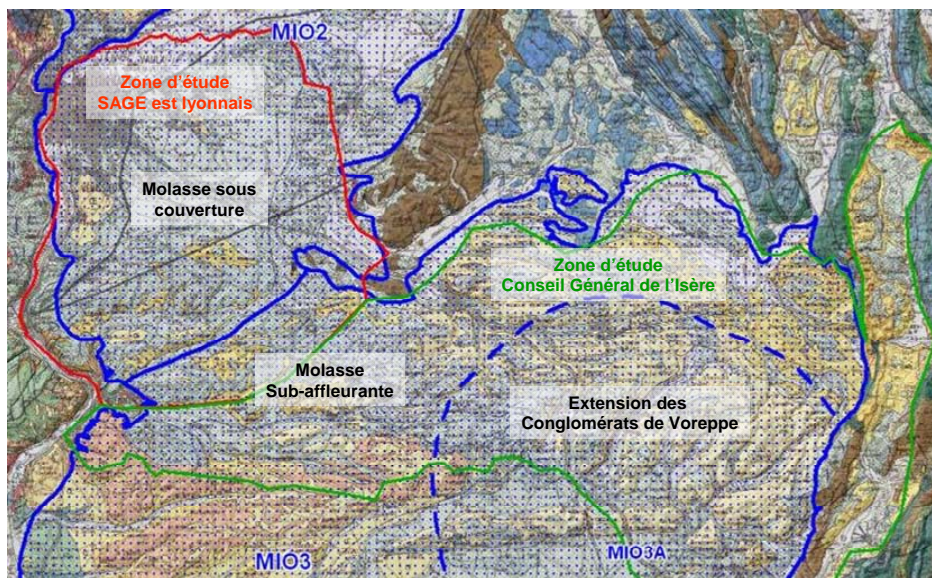 MIO2
Zone d'étude
SAGE est lyonnais
Molasse sous
couverture
Zone d'étude
Conseil Général de l'Isère
Molasse
Sub-affleurante
Extension des
Conglomérats de Voreppe
MIO3
MIO3A